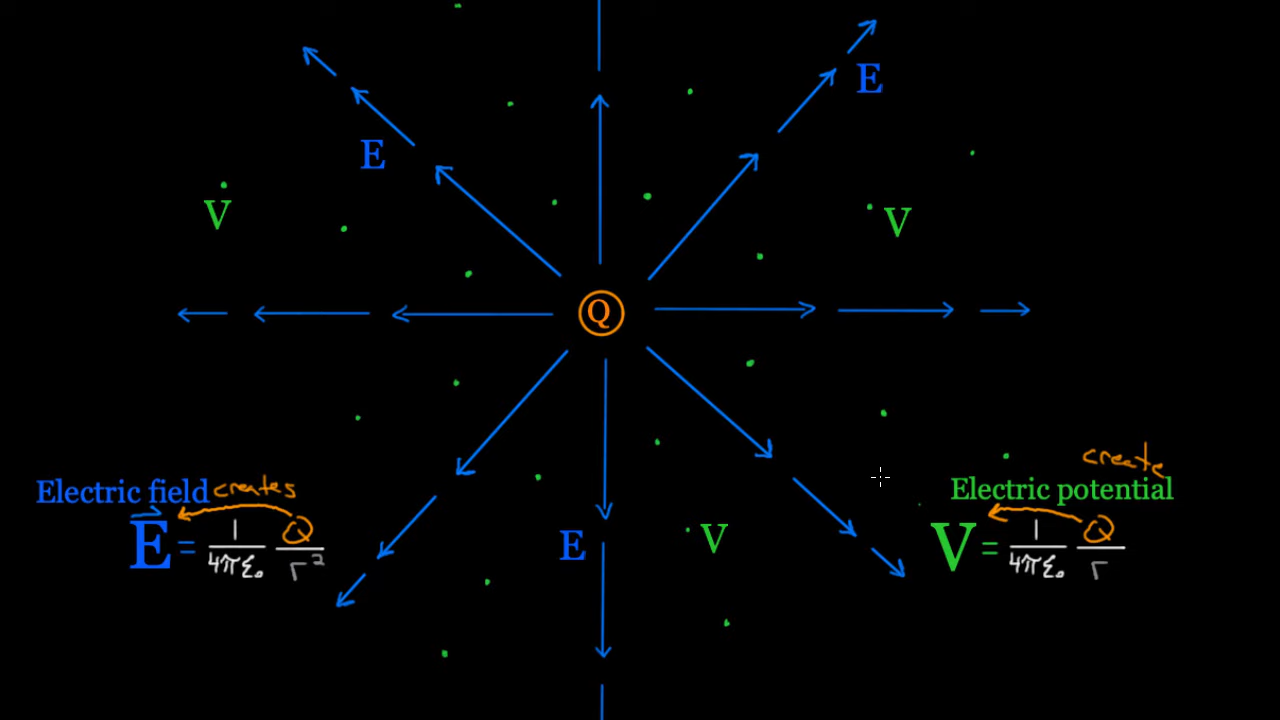 E
E
V
V
Q
create
Electric field creates
Electric potential
E = 1/4πε₀ Q/r²
E
V
V = 1/4πε₀ Q/r